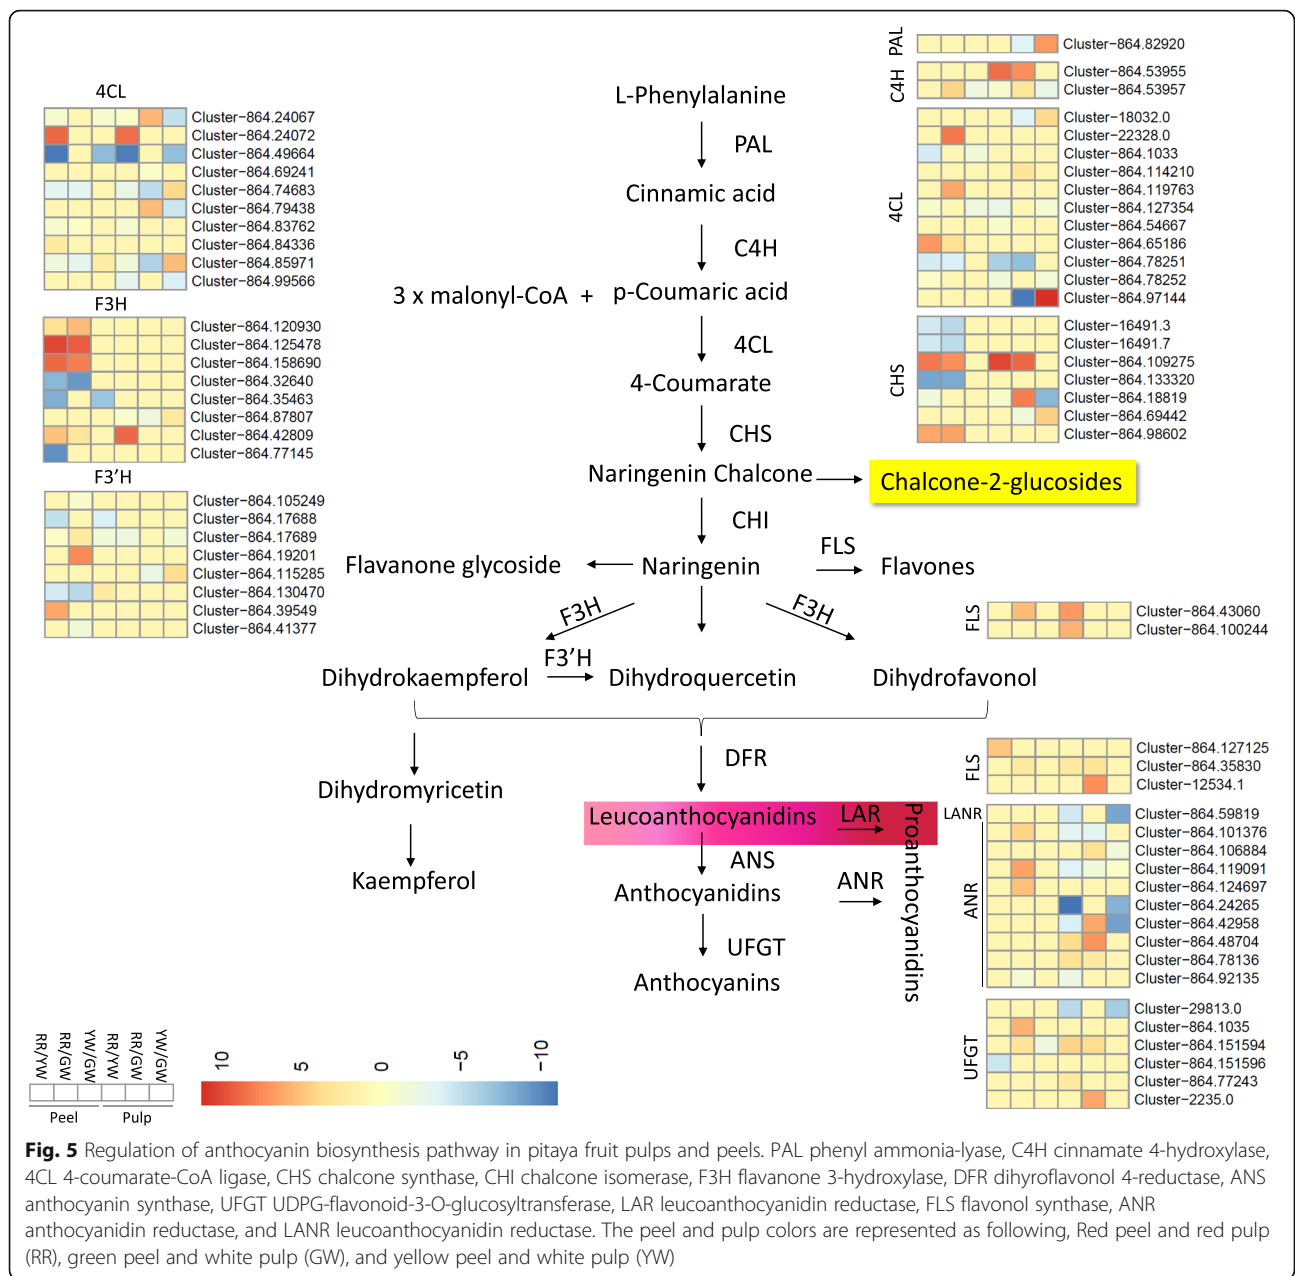 4CL
Cluster−864.24067
Cluster−864.24072
Cluster−864.49664
Cluster−864.69241
Cluster−864.74683
Cluster−864.79438
Cluster−864.83762
Cluster−864.84336
Cluster−864.85971
Cluster−864.99566
F3H
Cluster−864.120930
Cluster−864.125478
Cluster−864.158690
Cluster−864.32640
Cluster−864.35463
Cluster−864.87807
Cluster−864.42809
Cluster−864.77145
F3’H
Cluster−864.105249
Cluster−864.17688
Cluster−864.17689
Cluster−864.19201
Cluster−864.115285
Cluster−864.130470
Cluster−864.39549
Cluster−864.41377
L-Phenylalanine
PAL
Cinnamic acid
C4H
3 x malonyl-CoA + p-Coumaric acid
4CL
4-Coumarate
CHS
Naringenin Chalcone
Chalcone-2-glucosides
CHI
Flavanone glycoside
Naringenin
FLS
Flavones
F3H
F3H
Dihydrokaempferol
F3’H
Dihydroquercetin
Dihydrofavonol
DFR
Dihydromyricetin
Leucoanthocyanidins
LAR
Proanthocyanidins
ANS
Kaempferol
Anthocyanidins
ANR
UFGT
Anthocyanins
PAL
Cluster−864.82920
C4H
Cluster−864.53955
Cluster−864.53957
4CL
Cluster−18032.0
Cluster−22328.0
Cluster−864.1033
Cluster−864.114210
Cluster−864.119763
Cluster−864.127354
Cluster−864.54667
Cluster−864.65186
Cluster−864.78251
Cluster−864.78252
Cluster−864.97144
CHS
Cluster−16491.3
Cluster−16491.7
Cluster−864.109275
Cluster−864.133320
Cluster−864.18819
Cluster−864.69442
Cluster−864.98602
FLS
Cluster−864.43060
Cluster−864.100244
FLS
Cluster−864.127125
Cluster−864.35830
Cluster−12534.1
LANR
Cluster−864.59819
ANR
Cluster−864.101376
Cluster−864.106884
Cluster−864.119091
Cluster−864.124697
Cluster−864.24265
Cluster−864.42958
Cluster−864.48704
Cluster−864.78136
Cluster−864.92135
UFGT
Cluster−29813.0
Cluster−864.1035
Cluster−864.151594
Cluster−864.151596
Cluster−864.77243
Cluster−2235.0
RR/YW
RR/GW
YW/GW
RR/YW
RR/GW
YW/GW
Peel
Pulp
10
5
0
−5
−10
Fig. 5 Regulation of anthocyanin biosynthesis pathway in pitaya fruit pulps and peels. PAL phenyl ammonia-lyase, C4H cinnamate 4-hydroxylase,
4CL 4-coumarate-CoA ligase, CHS chalcone synthase, CHI chalcone isomerase, F3H flavanone 3-hydroxylase, DFR dihyroflavonol 4-reductase, ANS
anthocyanin synthase, UFGT UDPG-flavonoid-3-O-glucosyltransferase, LAR leucoanthocyanidin reductase, FLS flavonol synthase, ANR
anthocyanidin reductase, and LANR leucoanthocyanidin reductase. The peel and pulp colors are represented as following, Red peel and red pulp
(RR), green peel and white pulp (GW), and yellow peel and white pulp (YW)